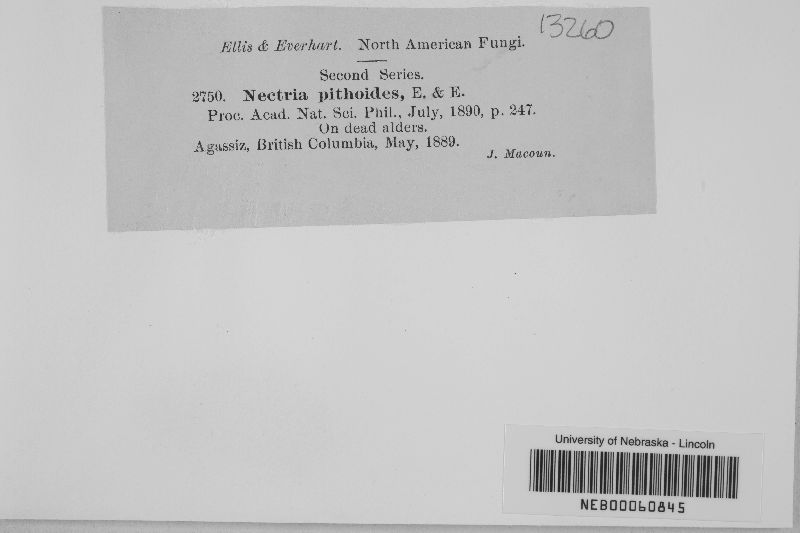 13260
Ellis & Everhart. North American Fungi.
Second Series.
2750. Nectria pithoides, E. & E.
Proc. Acad. Nat. Sci. Phil., July, 1890, p. 247.
On dead alders.
Agassiz, British Columbia, May, 1889.
J. Macoun.
University of Nebraska - Lincoln
NEB00060845